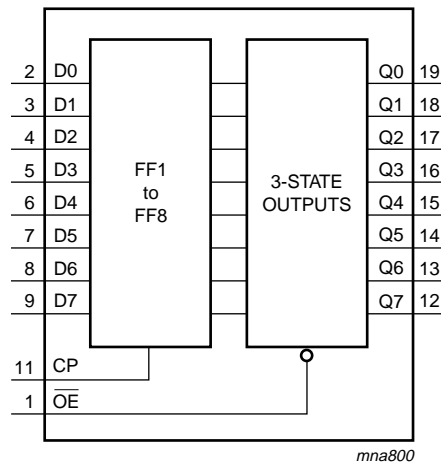 2 D0 Q0 19
3 D1 Q1 18
4 D2 Q2 17
5 D3 Q3 16
6 D4 Q4 15
7 D5 Q5 14
8 D6 Q6 13
9 D7 Q7 12
FF1
to
FF8
3-STATE
OUTPUTS
11 CP
1 O̅E̅
mna800